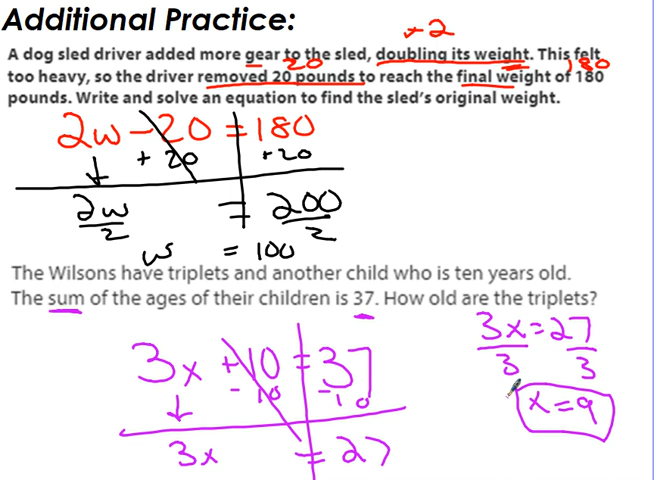 Additional Practice:
×2
A dog sled driver added more gear to the sled, doubling its weight. This felt
20 180
too heavy, so the driver removed 20 pounds to reach the final weight of 180
pounds. Write and solve an equation to find the sled's original weight.
2w - 20 = 180
+ 20 +20
2w = 200
2 2
w = 100
The Wilsons have triplets and another child who is ten years old.
The sum of the ages of their children is 37. How old are the triplets?
3x + 10 = 37
-10 -10
3x = 27
3x = 27
3 3
x = 9